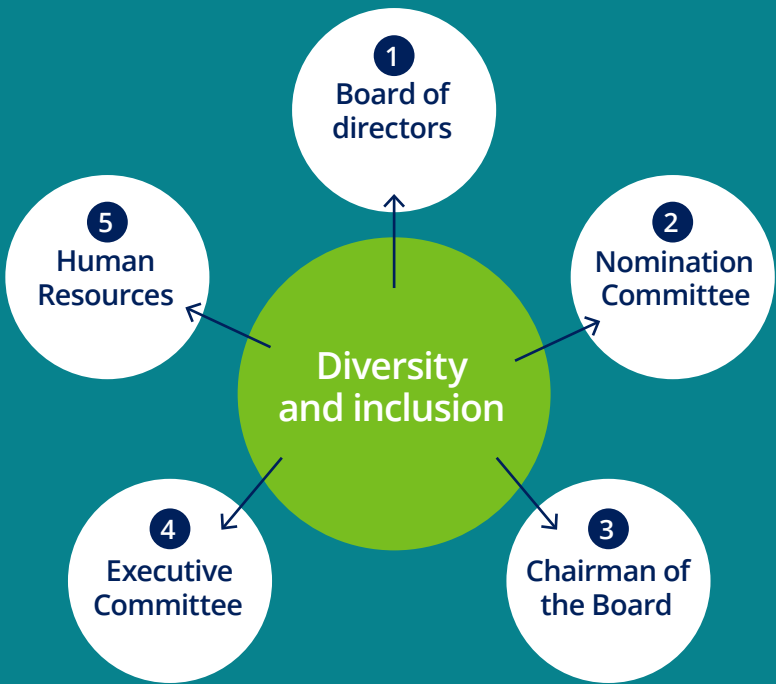 1
Board of
directors
2
Nomination
Committee
3
Chairman of
the Board
4
Executive
Committee
5
Human
Resources
Diversity
and inclusion